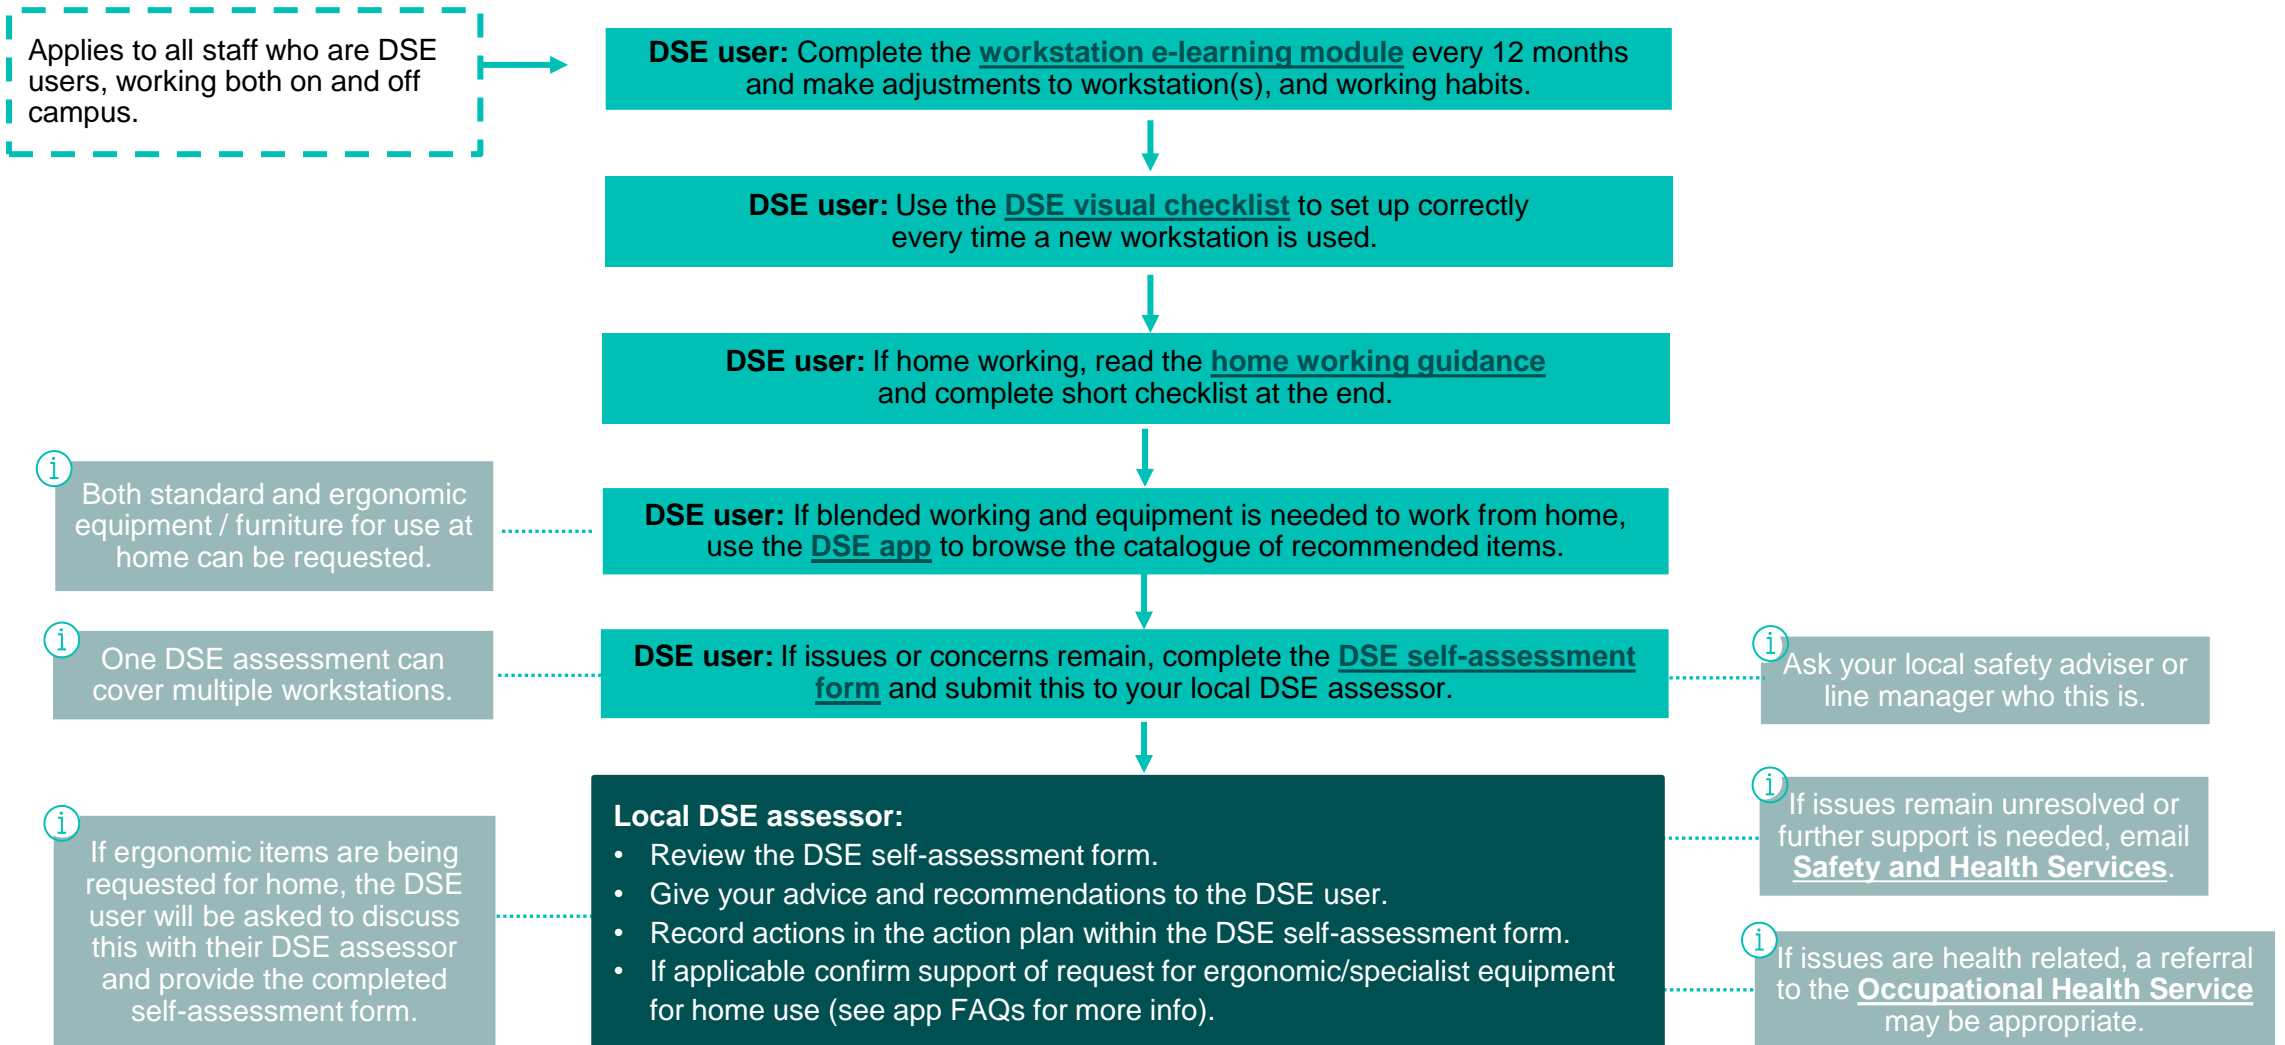 Applies to all staff who are DSE
users, working both on and off
campus.
DSE user: Complete the workstation e-learning module every 12 months
and make adjustments to workstation(s), and working habits.
DSE user: Use the DSE visual checklist to set up correctly
every time a new workstation is used.
DSE user: If home working, read the home working guidance
and complete short checklist at the end.
i
Both standard and ergonomic
equipment / furniture for use at
home can be requested.
DSE user: If blended working and equipment is needed to work from home,
use the DSE app to browse the catalogue of recommended items.
i
One DSE assessment can
cover multiple workstations.
DSE user: If issues or concerns remain, complete the DSE self-assessment
form and submit this to your local DSE assessor.
i
Ask your local safety adviser or
line manager who this is.
i
If ergonomic items are being
requested for home, the DSE
user will be asked to discuss
this with their DSE assessor
and provide the completed
self-assessment form.
Local DSE assessor:
• Review the DSE self-assessment form.
• Give your advice and recommendations to the DSE user.
• Record actions in the action plan within the DSE self-assessment form.
• If applicable confirm support of request for ergonomic/specialist equipment
for home use (see app FAQs for more info).
i
If issues remain unresolved or
further support is needed, email
Safety and Health Services.
i
If issues are health related, a referral
to the Occupational Health Service
may be appropriate.